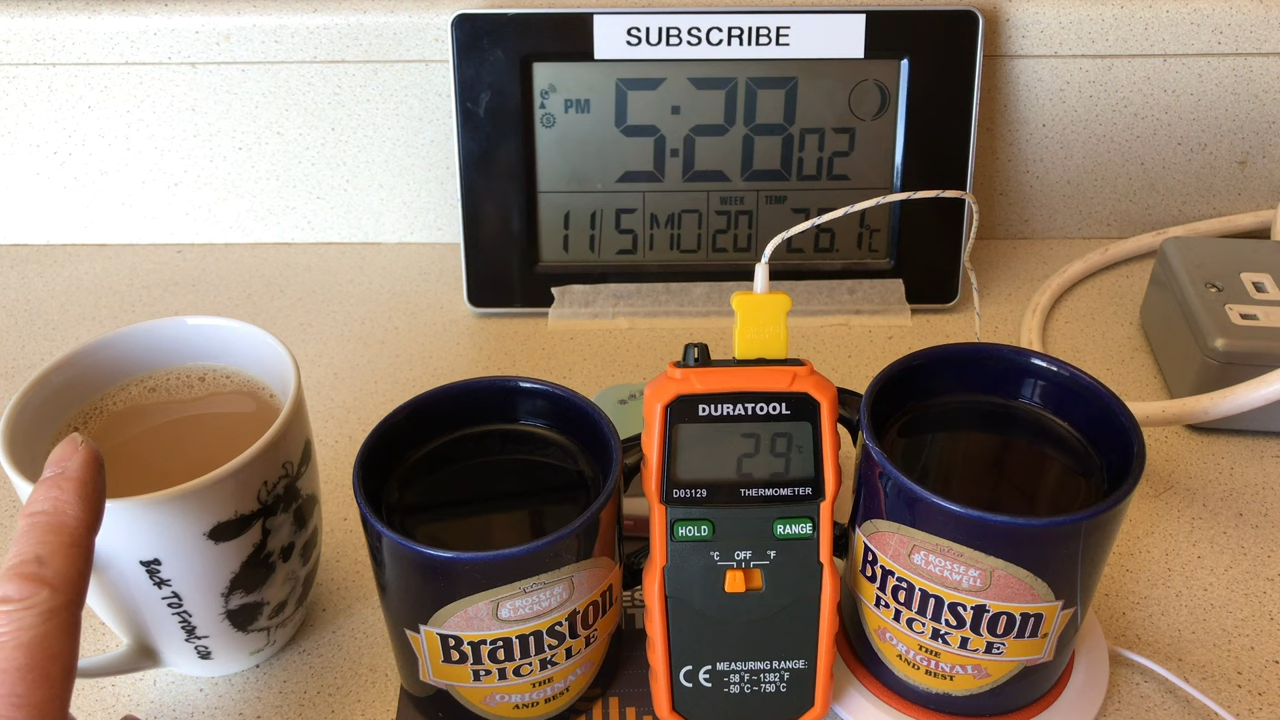 SUBSCRIBE
PM 5:28 02
WEEK TEMP
11/5 MO 20 26.1°C
DURATOOL
29°C
D03129 THERMOMETER
HOLD RANGE
°C OFF °F
CE MEASURING RANGE:
-58°F ~ 1382°F
-50°C ~ 750°C
Back To Front Cow
CROSSE &
BLACKWELL
Branston
PICKLE
THE
ORIGINAL
AND BEST
CROSSE &
BLACKWELL
Branston
PICKLE
THE
ORIGINAL
AND BEST